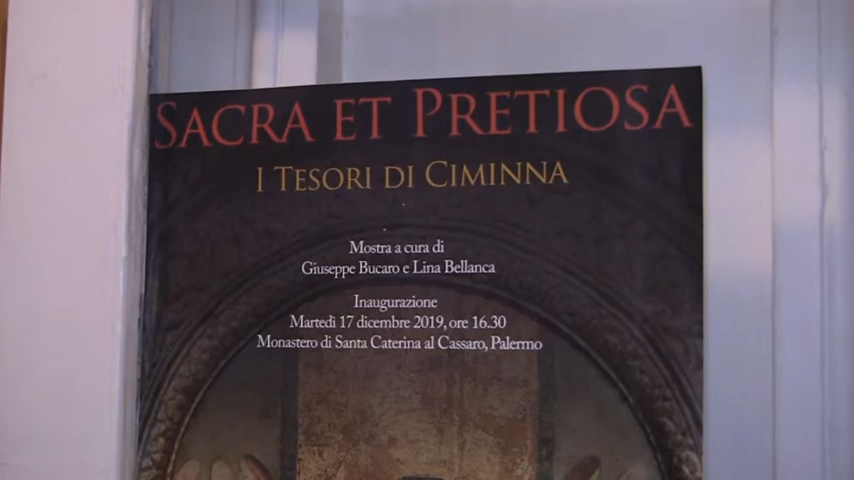 SACRA ET PRETIOSA
I TESORI DI CIMINNA
Mostra a cura di
Giuseppe Bucaro e Lina Bellanca
Inaugurazione
Martedì 17 dicembre 2019, ore 16.30
Monastero di Santa Caterina al Cassaro, Palermo